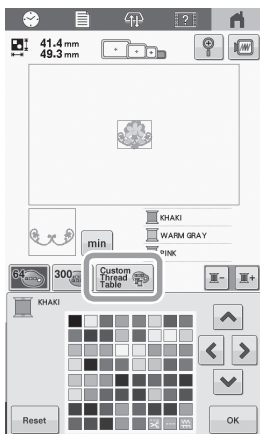 41.4 mm
49.3 mm
KHAKI
WARM GRAY
PINK
min
64
300
Custom
Thread
Table
KHAKI
Reset
OK